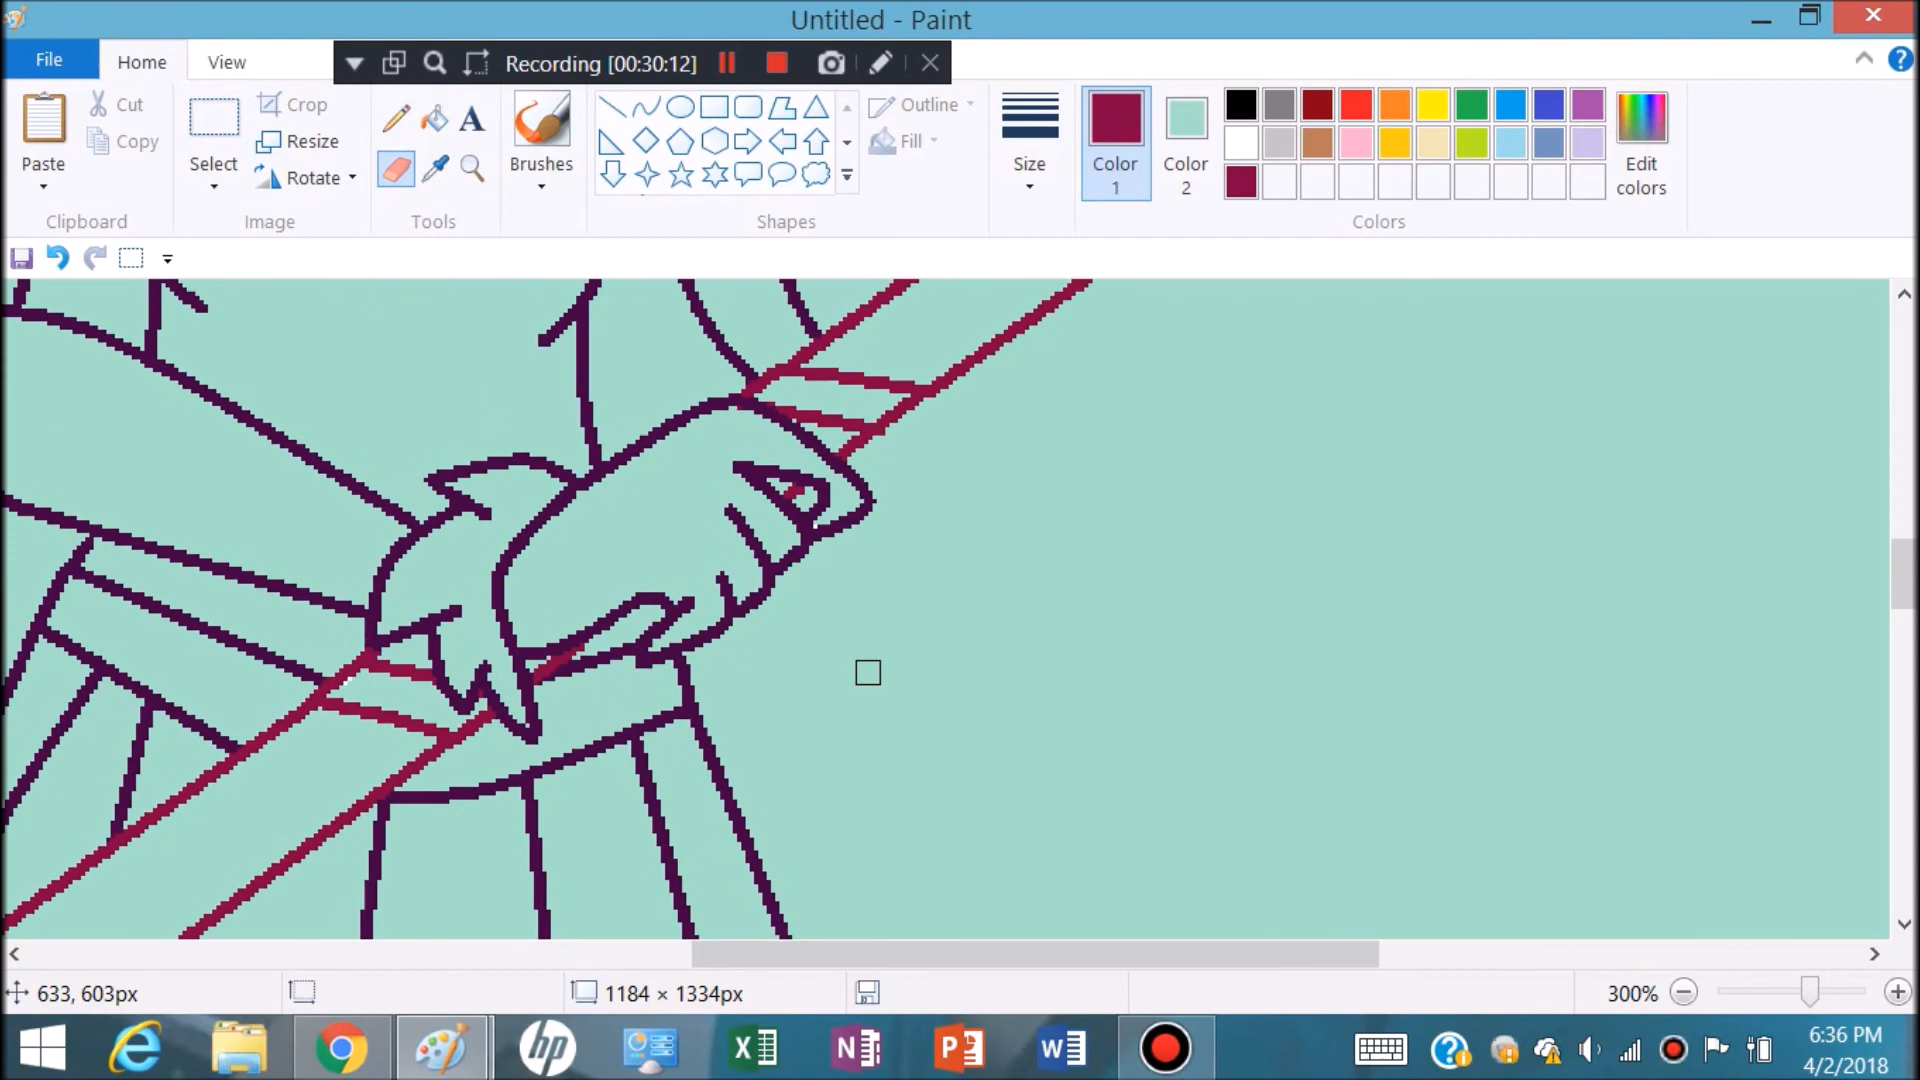 Untitled - Paint
File
Home
View
Recording [00:30:12]
Paste
Cut
Copy
Clipboard
Select
Crop
Resize
Rotate
Image
A
Tools
Brushes
Shapes
Outline
Fill
Size
Color 1
Color 2
Edit colors
Colors
633, 603px
1184 × 1334px
300%
hp
X
N
P
W
6:36 PM
4/2/2018